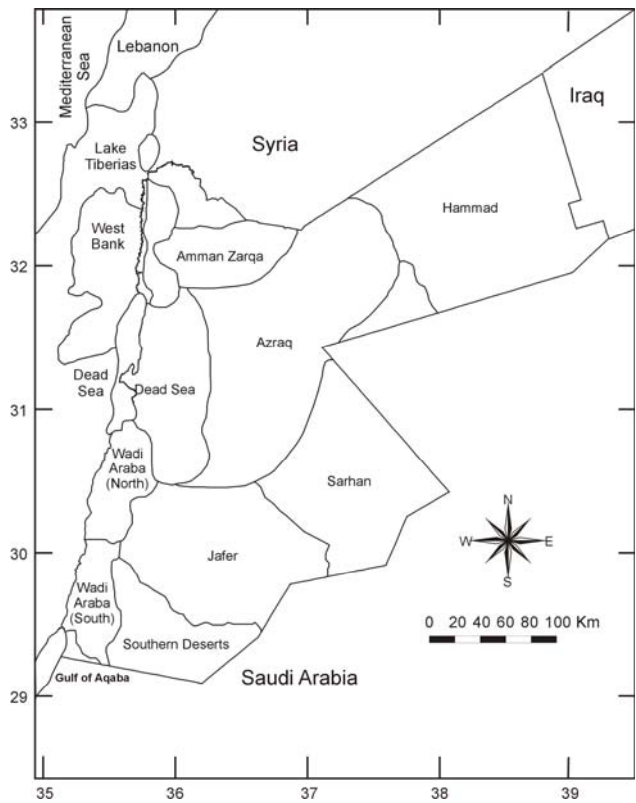 Mediterranean
Sea
Lebanon
Iraq
33
Syria
Lake
Tiberias
Hammad
West
Bank
Amman Zarqa
32
Azraq
Dead
Sea
Dead Sea
31
Wadi
Araba
(North)
Sarhan
N
W
E
S
30
Jafer
Wadi
Araba
(South)
Southern Deserts
0 20 40 60 80 100 Km
Gulf of Aqaba
Saudi Arabia
29
35 36 37 38 39